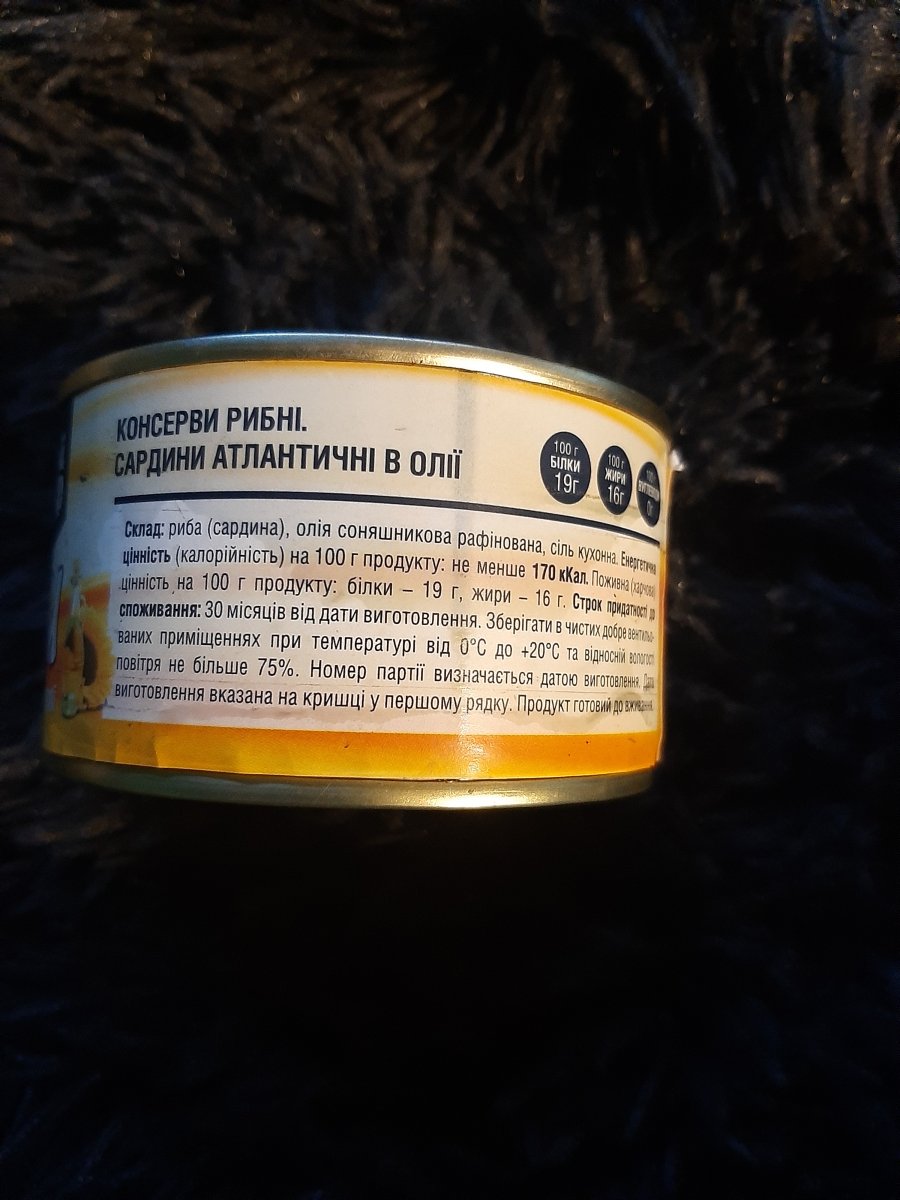 КОНСЕРВИ РИБНІ.
САРДИНИ АТЛАНТИЧНІ В ОЛІЇ
100 г
БІЛКИ
19г
100 г
ЖИРИ
16г
Склад: риба (сардина), олія соняшникова рафінована, сіль кухонна. Енергетична
цінність (калорійність) на 100 г продукту: не менше 170 кКал. Поживна (харчова)
цінність на 100 г продукту: білки – 19 г, жири – 16 г. Строк придатності до
споживання: 30 місяців від дати виготовлення. Зберігати в чистих добре вентильо-
ваних приміщеннях при температурі від 0°С до +20°С та відносній вологості
повітря не більше 75%. Номер партії визначається датою виготовлення. Дата
виготовлення вказана на кришці у першому рядку. Продукт готовий до вживання.